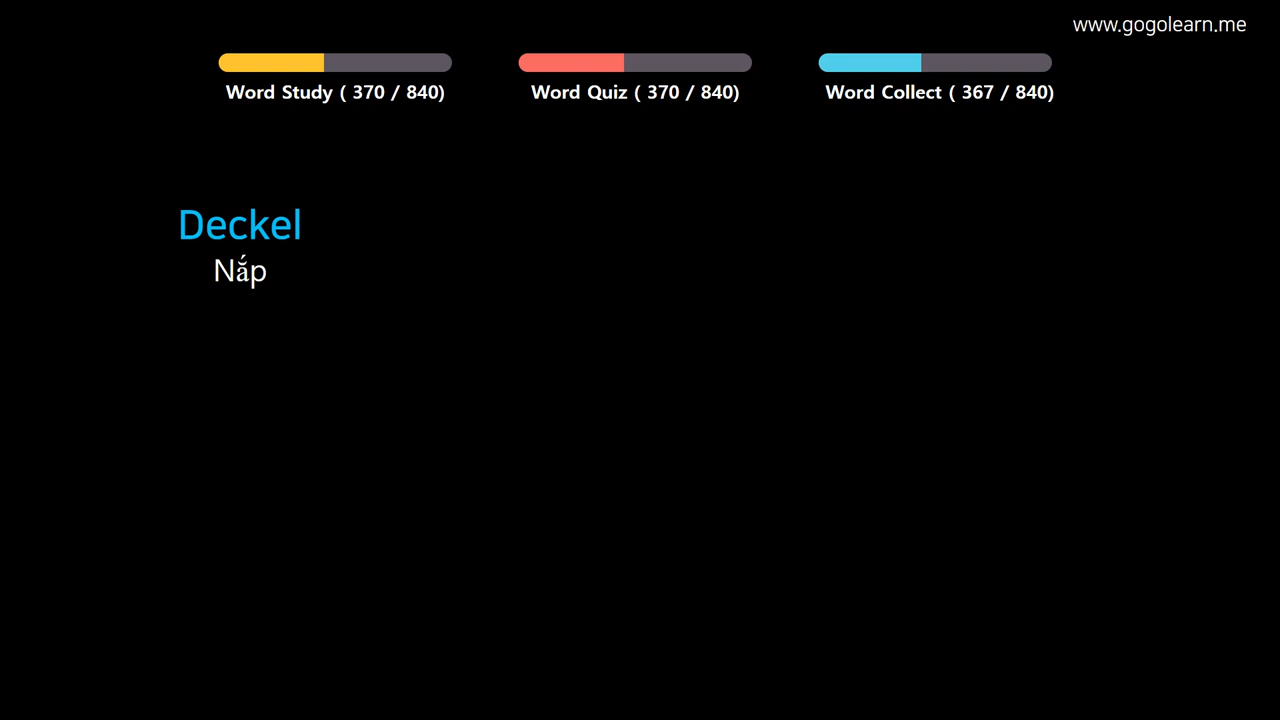 www.gogolearn.me
Word Study ( 370 / 840)
Word Quiz ( 370 / 840)
Word Collect ( 367 / 840)
Deckel
Nắp